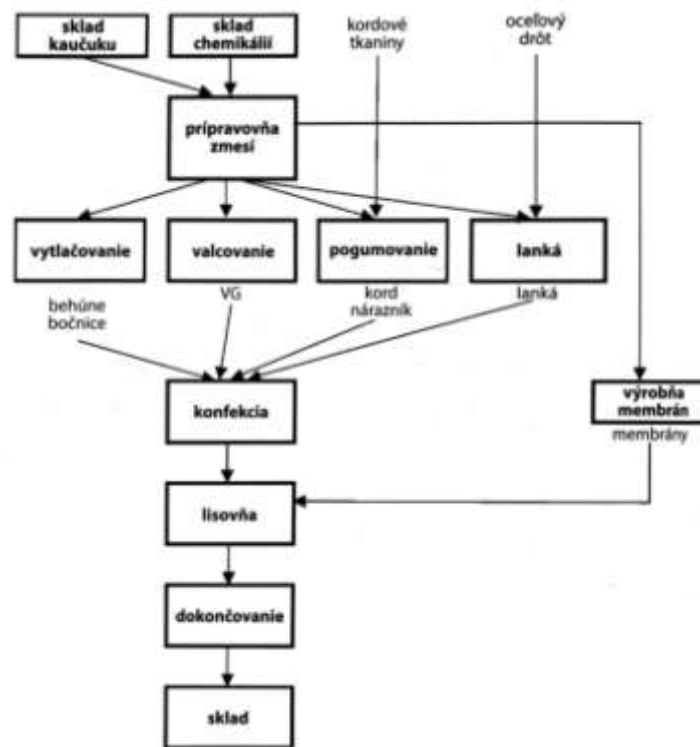 sklad
kaučuku
sklad
chemikálií
kordové
tkaniny
oceľový
drôt
prípravovňa
zmesí
vytlačovanie
valcovanie
pogumovanie
lanká
behúne
bočnice
VG
kord
nárazník
lanká
konfekcia
výrobňa
membrán
membrány
lisovňa
dokončovanie
sklad